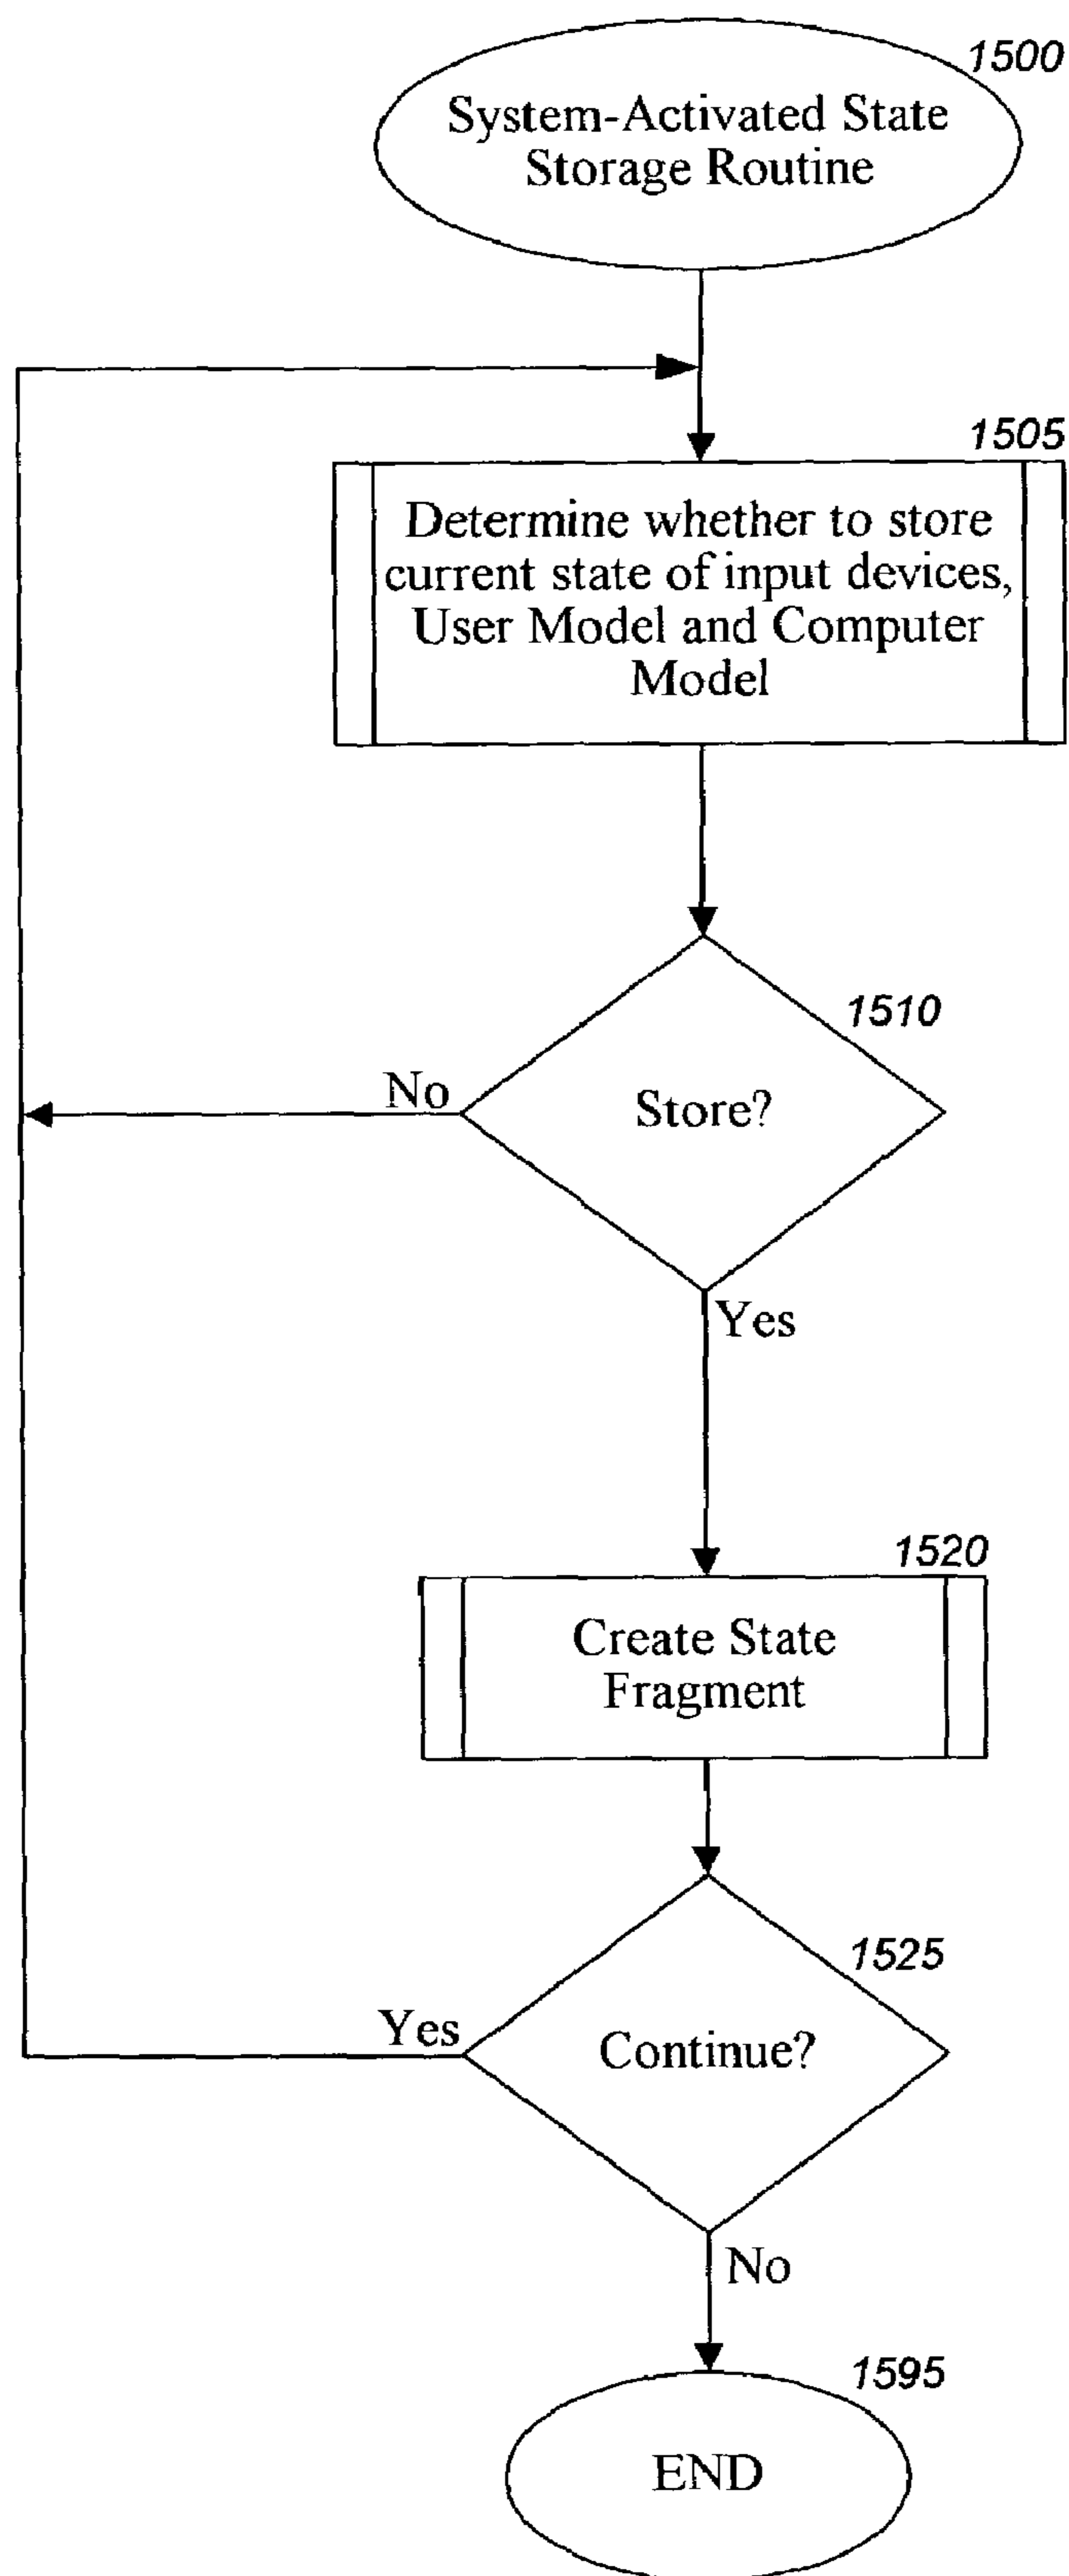 1500
System-Activated State
Storage Routine
1505
Determine whether to store
current state of input devices,
User Model and Computer
Model
1510
No
Store?
Yes
1520
Create State
Fragment
1525
Yes
Continue?
No
1595
END